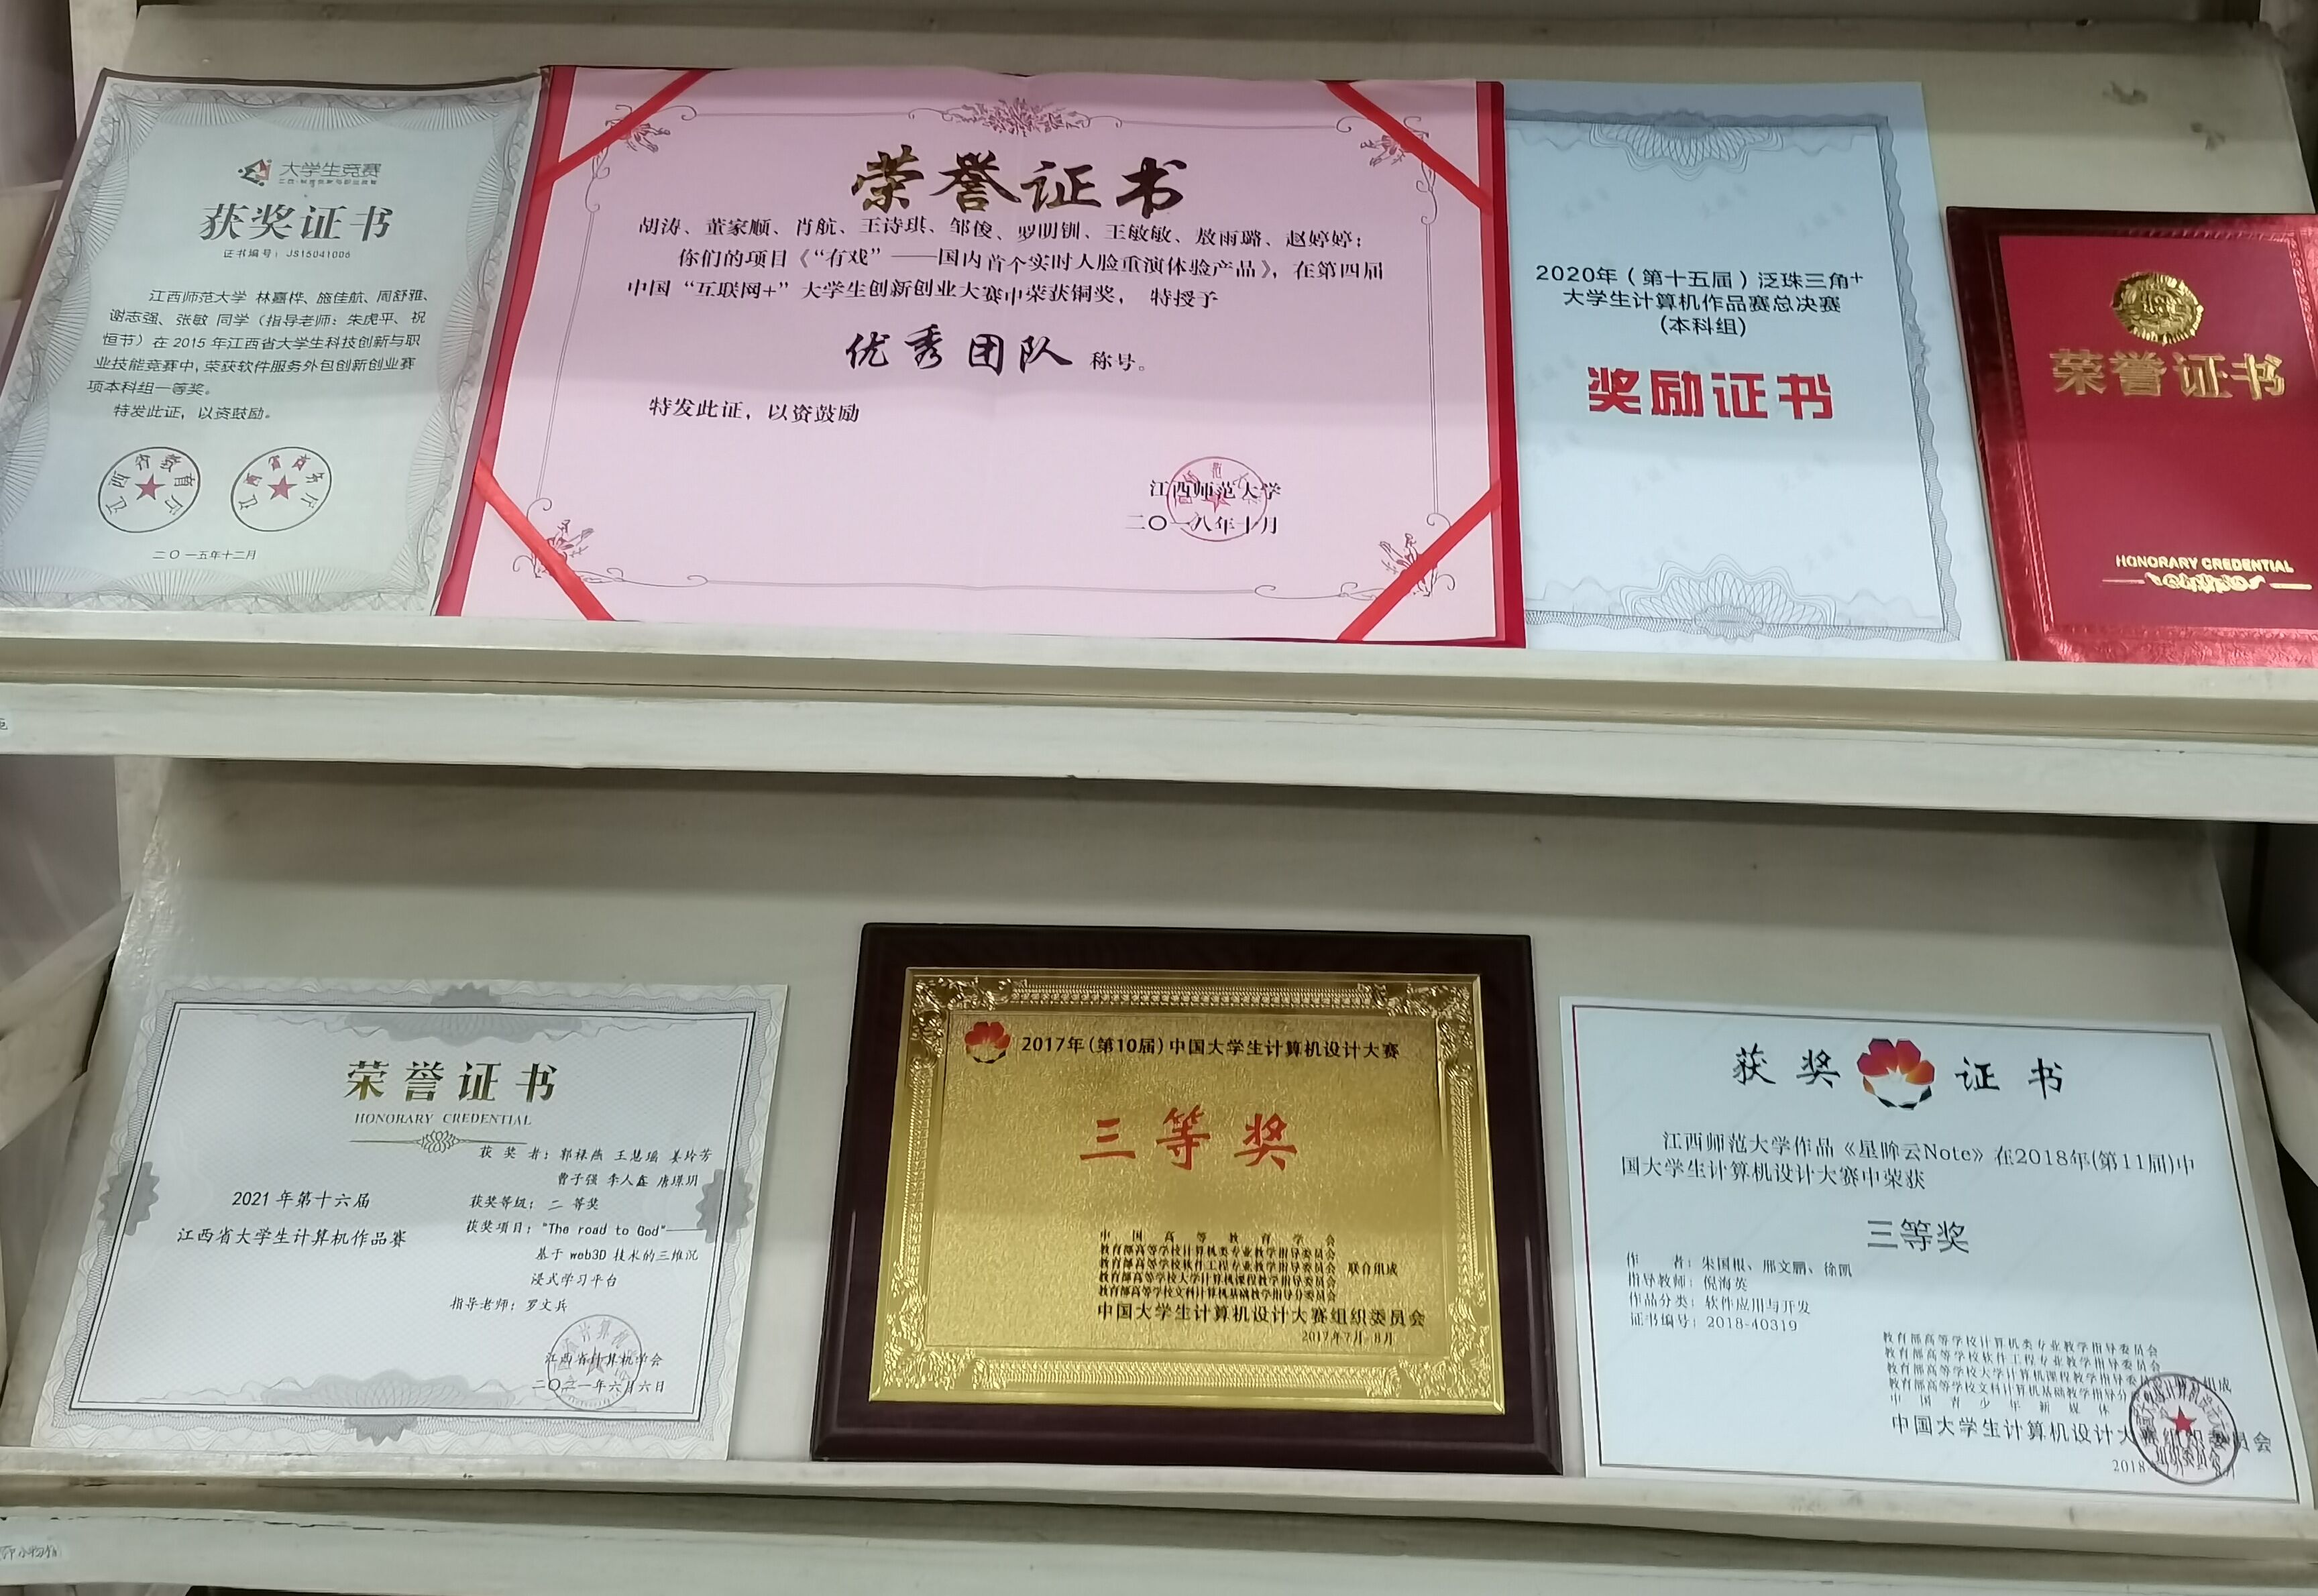 大学生竞赛
获奖证书
证书编号：JS15041006
江西师范大学 林嘉桦、施佳航、周舒雅、
谢志强、张敏 同学（指导老师：朱虎平、祝
恒节）在 2015 年江西省大学生科技创新与职
业技能竞赛中，荣获软件服务外包创新创业赛
项本科组一等奖。
特发此证，以资鼓励。
江西省教育厅
二〇一五年十二月
荣誉证书
胡涛、董家顺、肖航、王诗琪、邹俊、罗明钏、王敏敏、敖雨璐、赵婷婷：
你们的项目《“有戏”——国内首个实时人脸重演体验产品》，在第四届
中国“互联网+”大学生创新创业大赛中荣获铜奖， 特授予
优秀团队 称号。
特发此证，以资鼓励
江西师范大学
二〇一八年十月
2020年（第十五届）泛珠三角+
大学生计算机作品赛总决赛
(本科组)
奖励证书
荣誉证书
HONORARY CREDENTIAL
荣誉证书
HONORARY CREDENTIAL
2021 年第十六届
江西省大学生计算机作品赛
获 奖 者：郭禄燕 王慧瑶 姜玲芳
曹子强 李人鑫 唐璟玥
获奖等级：二 等奖
获奖项目："The road to God"——
基于 web3D 技术的三维沉
浸式学习平台
指导老师：罗文兵
江西省计算机学会
二〇二一年六月六日
2017年(第10届)中国大学生计算机设计大赛
三等奖
中国高等教育学会
教育部高等学校计算机类专业教学指导委员会
教育部高等学校软件工程专业教学指导委员会 联合组成
教育部高等学校大学计算机课程教学指导委员会
教育部高等学校文科计算机基础教学指导分委员会
中国大学生计算机设计大赛组织委员会
2017年7月-8月
获奖证书
江西师范大学作品《星眸云Note》在2018年(第11届)中
国大学生计算机设计大赛中荣获
三等奖
作 者：朱国根、邢文鹏、徐凯
指导教师：倪海英
作品分类：软件应用与开发
证书编号：2018-40319
教育部高等学校计算机类专业教学指导委员会
教育部高等学校软件工程专业教学指导委员会
教育部高等学校大学计算机课程教学指导委员
教育部高等学校文科计算机基础教学指导分 组成
中国青少年新媒体
中国大学生计算机设计大赛组织委员会
2018